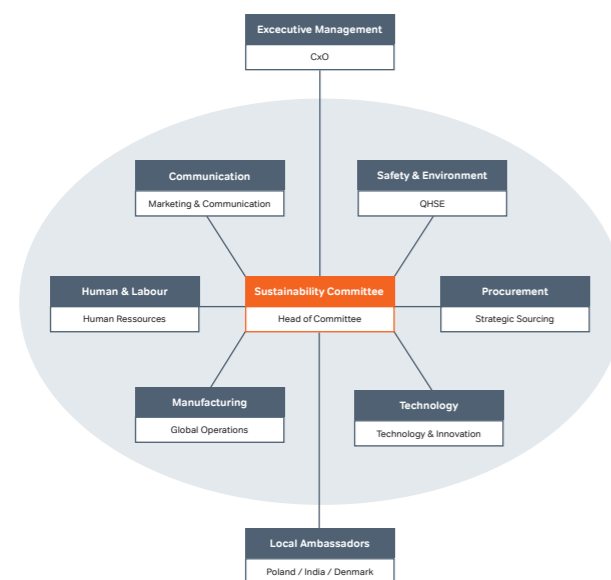 Excecutive Management
CxO
Communication
Marketing & Communication
Safety & Environment
QHSE
Human & Labour
Human Ressources
Sustainability Committee
Head of Committee
Procurement
Strategic Sourcing
Manufacturing
Global Operations
Technology
Technology & Innovation
Local Ambassadors
Poland / India / Denmark